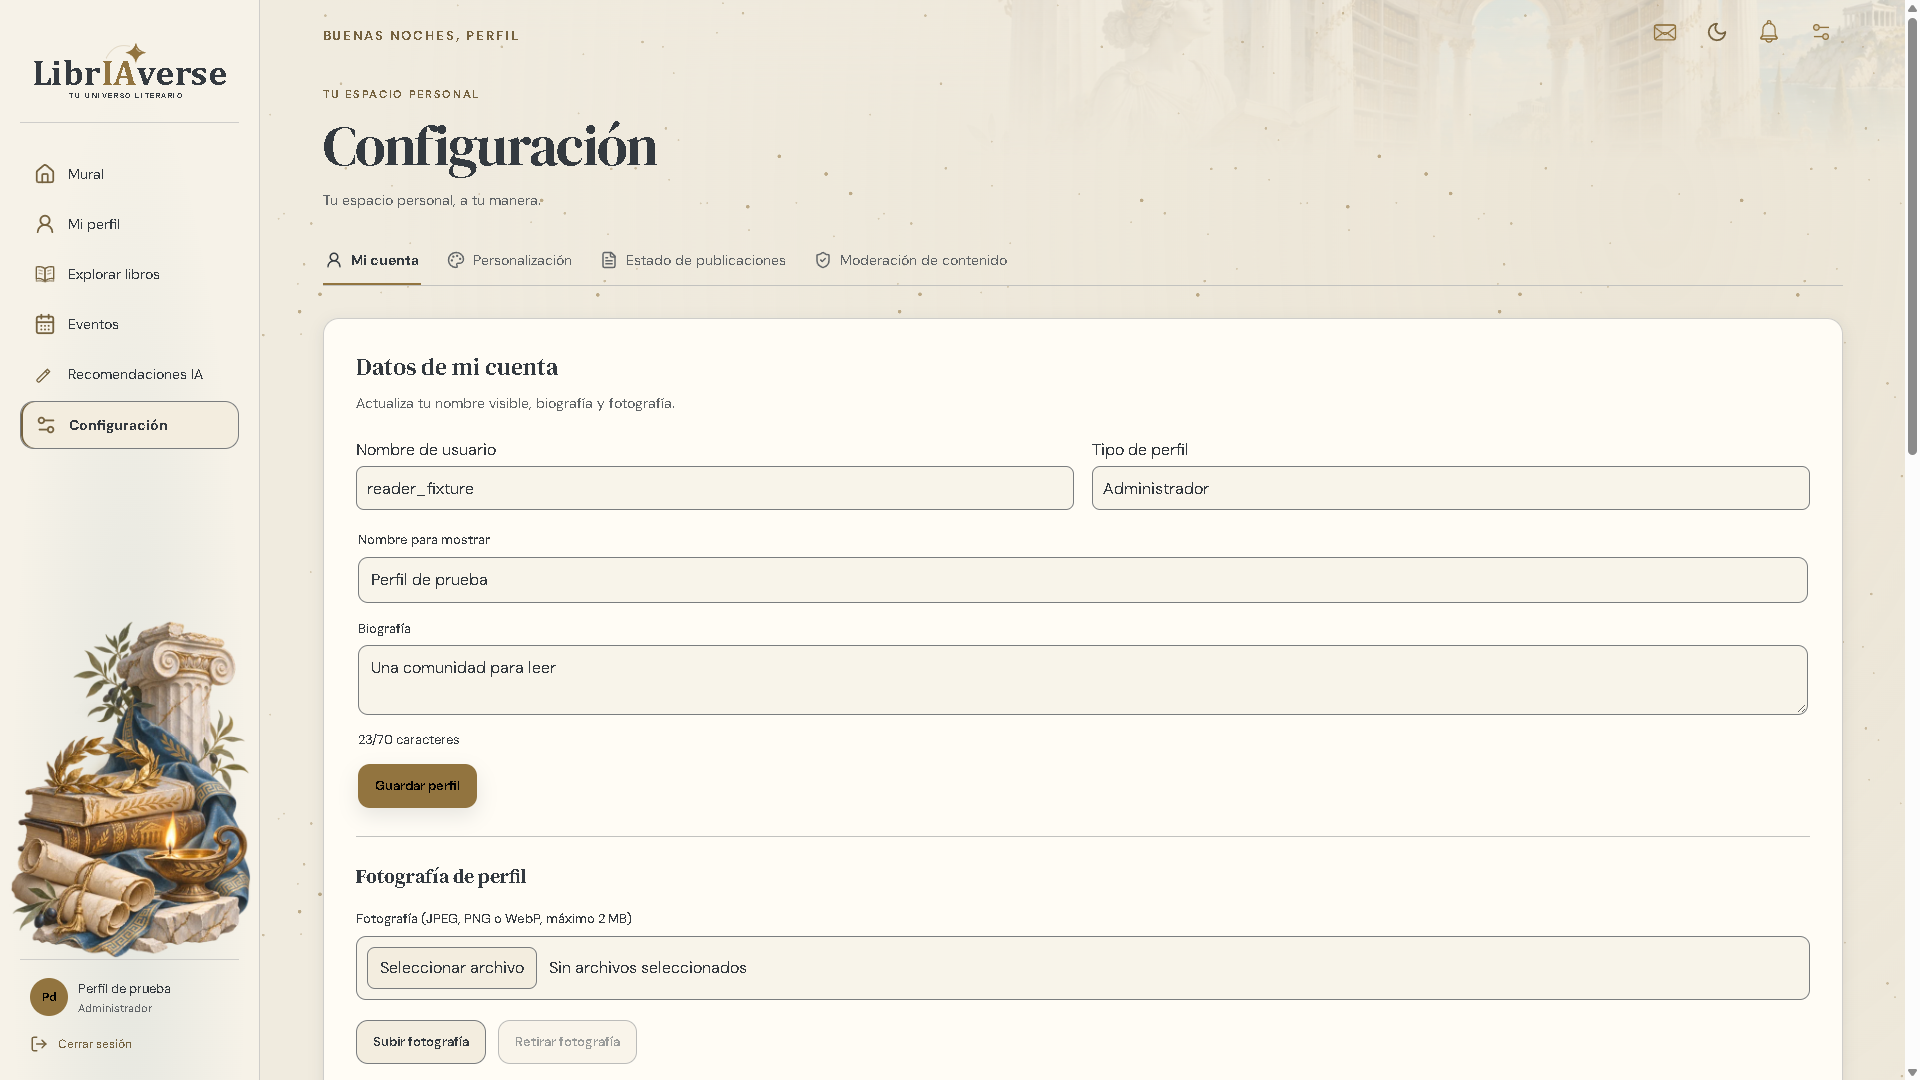 LibrIAverse
TU UNIVERSO LITERARIO
Mural
Mi perfil
Explorar libros
Eventos
Recomendaciones IA
Configuración
Perfil de prueba
Pd
Administrador
Cerrar sesión
BUENAS NOCHES, PERFIL
TU ESPACIO PERSONAL
Configuración
Tu espacio personal, a tu manera.
Mi cuenta
Personalización
Estado de publicaciones
Moderación de contenido
Datos de mi cuenta
Actualiza tu nombre visible, biografía y fotografía.
Nombre de usuario
reader_fixture
Tipo de perfil
Administrador
Nombre para mostrar
Perfil de prueba
Biografía
Una comunidad para leer
23/70 caracteres
Guardar perfil
Fotografía de perfil
Fotografía (JPEG, PNG o WebP, máximo 2 MB)
Seleccionar archivo
Sin archivos seleccionados
Subir fotografía
Retirar fotografía